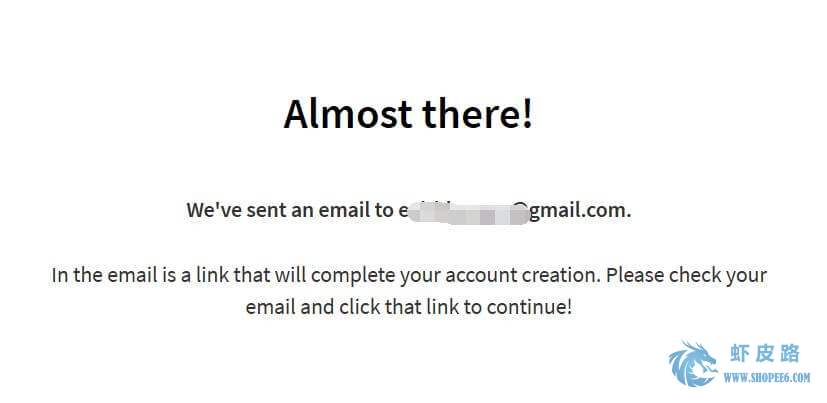 Almost there!
We've sent an email to @gmail.com.
In the email is a link that will complete your account creation. Please check your
email and click that link to continue!
虾皮路
WWW.SHOPEE6.COM